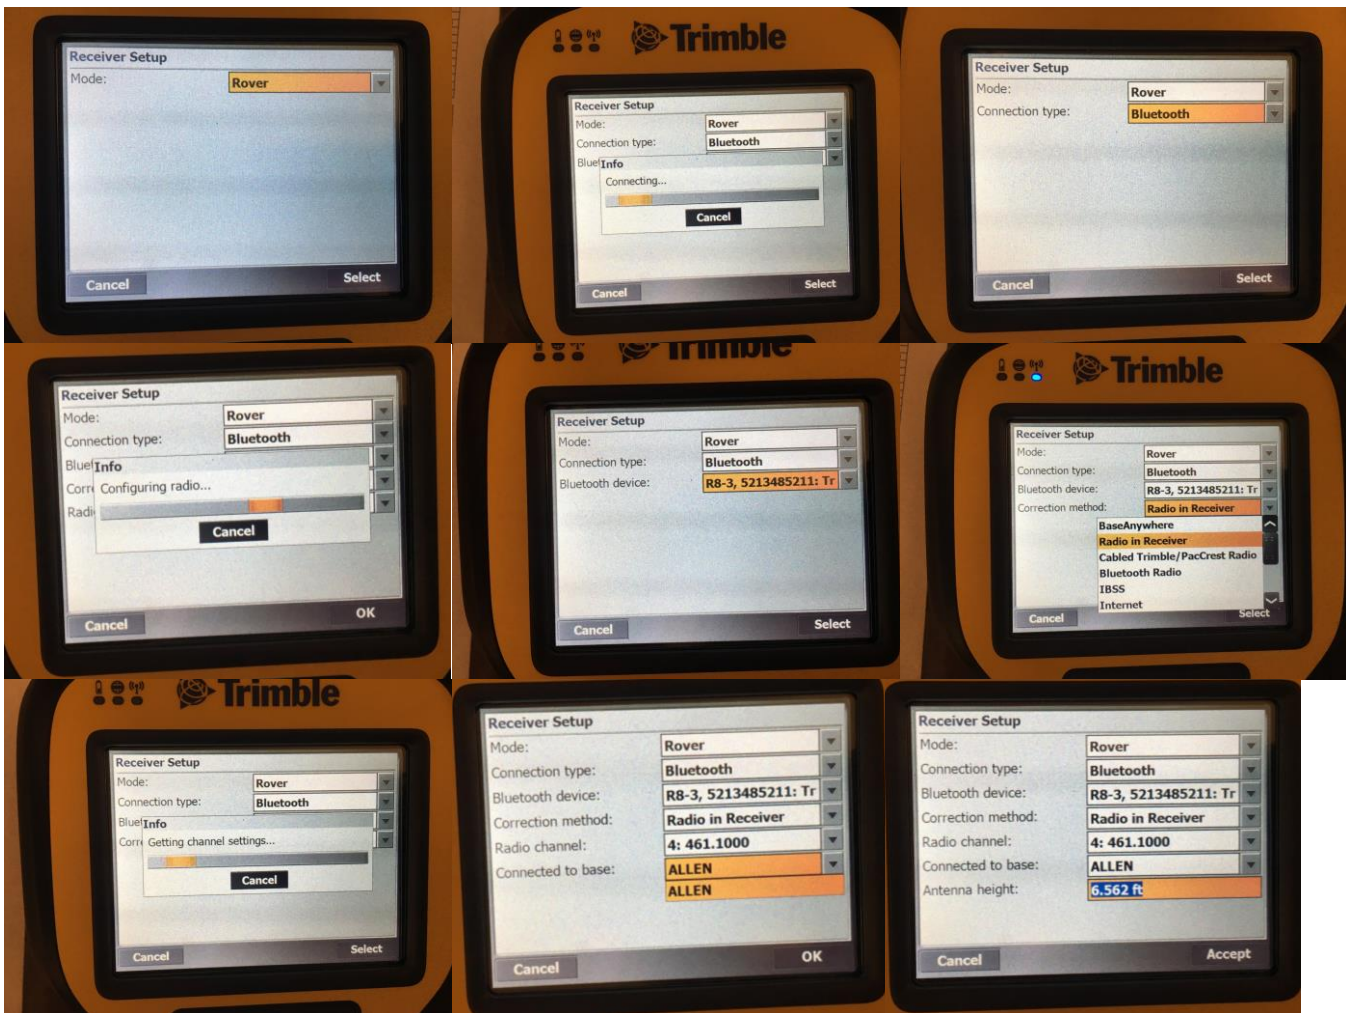 Receiver Setup
Mode: Rover
Cancel Select
Trimble
Receiver Setup
Mode: Rover
Connection type: Bluetooth
Bluet
Info
Connecting...
Cancel
Cancel Select
Receiver Setup
Mode: Rover
Connection type: Bluetooth
Cancel Select
Receiver Setup
Mode: Rover
Connection type: Bluetooth
Bluet
Info
Corre
Configuring radio...
Radi
Cancel
Cancel OK
Trimble
Receiver Setup
Mode: Rover
Connection type: Bluetooth
Bluetooth device: R8-3, 5213485211: Tr
Cancel Select
Trimble
Receiver Setup
Mode: Rover
Connection type: Bluetooth
Bluetooth device: R8-3, 5213485211: Tr
Correction method: Radio in Receiver
BaseAnywhere
Radio in Receiver
Cabled Trimble/PacCrest Radio
Bluetooth Radio
IBSS
Internet
Cancel Select
Trimble
Receiver Setup
Mode: Rover
Connection type: Bluetooth
Bluet
Info
Corre
Getting channel settings...
Cancel
Cancel Select
Receiver Setup
Mode: Rover
Connection type: Bluetooth
Bluetooth device: R8-3, 5213485211: Tr
Correction method: Radio in Receiver
Radio channel: 4: 461.1000
Connected to base: ALLEN
ALLEN
Cancel OK
Receiver Setup
Mode: Rover
Connection type: Bluetooth
Bluetooth device: R8-3, 5213485211: Tr
Correction method: Radio in Receiver
Radio channel: 4: 461.1000
Connected to base: ALLEN
Antenna height: 6.562 ft
Cancel Accept